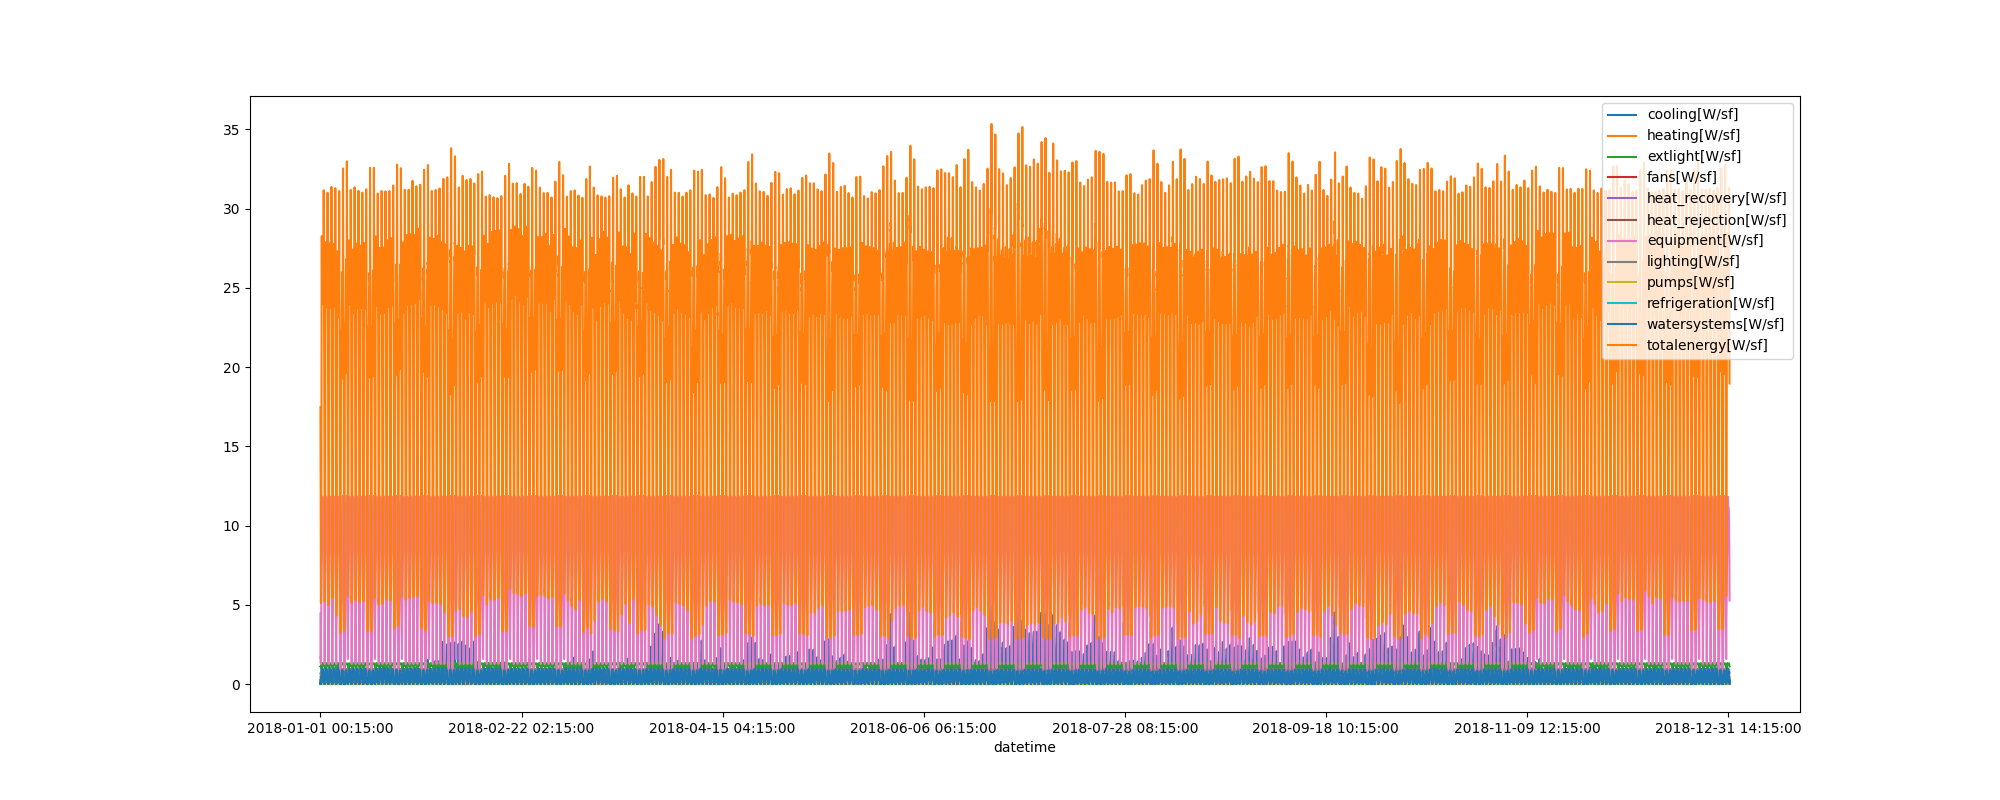 35
30
25
20
15
10
5
0
cooling[W/sf]
heating[W/sf]
extlight[W/sf]
fans[W/sf]
heat_recovery[W/sf]
heat_rejection[W/sf]
equipment[W/sf]
lighting[W/sf]
pumps[W/sf]
refrigeration[W/sf]
watersystems[W/sf]
totalenergy[W/sf]
2018-01-01 00:15:00 2018-02-22 02:15:00 2018-04-15 04:15:00 2018-06-06 06:15:00 2018-07-28 08:15:00 2018-09-18 10:15:00 2018-11-09 12:15:00 2018-12-31 14:15:00
datetime